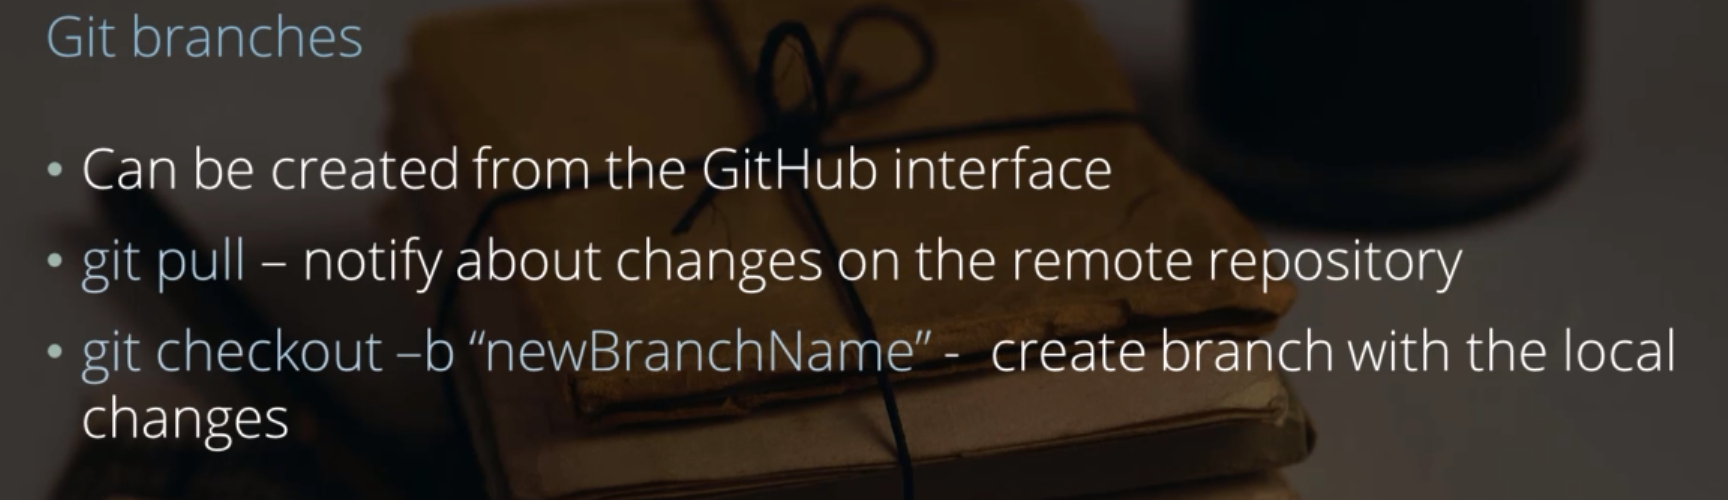 Git branches
• Can be created from the GitHub interface
• git pull – notify about changes on the remote repository
• git checkout –b “newBranchName” - create branch with the local
changes